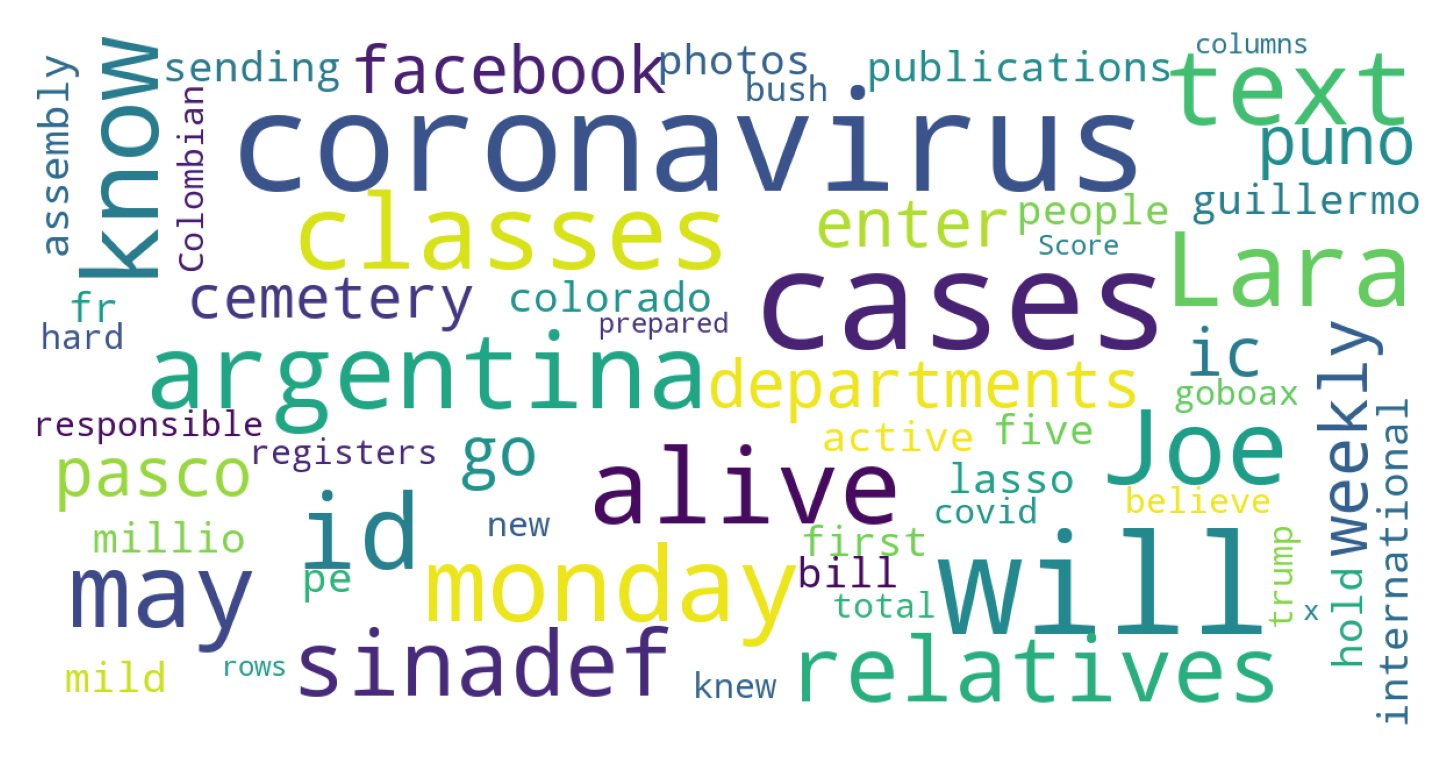 columns
sending
facebook
photos
publications
text
know
assembly
Colombian
bush
coronavirus
puno
classes
enter
people
guillermo
Score
Lara
fr
cemetery
colorado
cases
hard
prepared
argentina
departments
ic
goboax
weekly
responsible
registers
go
active
five
Joe
international
pasco
alive
lasso
believe
id
new
covid
millio
first
will
trump
pe
monday
bill
may
total
x
hold
sinadef
relatives
mild
rows
knew